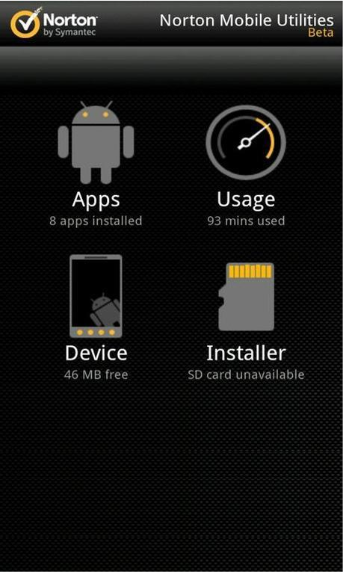 Norton
by Symantec
Norton Mobile Utilities
Beta
Apps
8 apps installed
Usage
93 mins used
Device
46 MB free
Installer
SD card unavailable